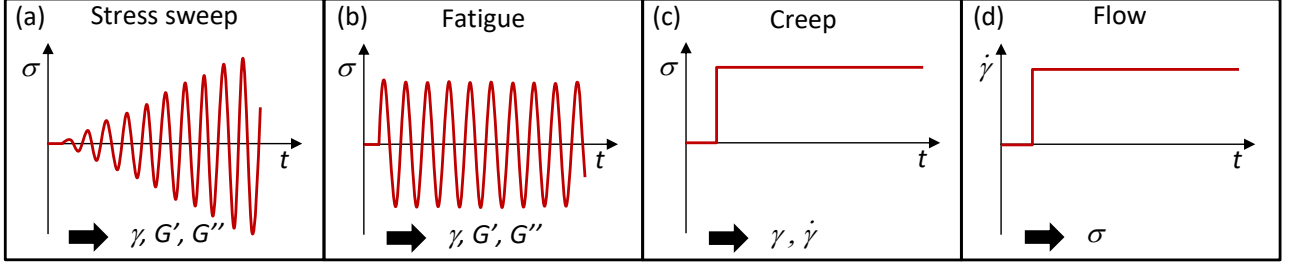 (a) Stress sweep
σ
t
γ, G’, G’’
(b) Fatigue
σ
t
γ, G’, G’’
(c) Creep
σ
t
γ , γ̇
(d) Flow
γ̇
t
σ